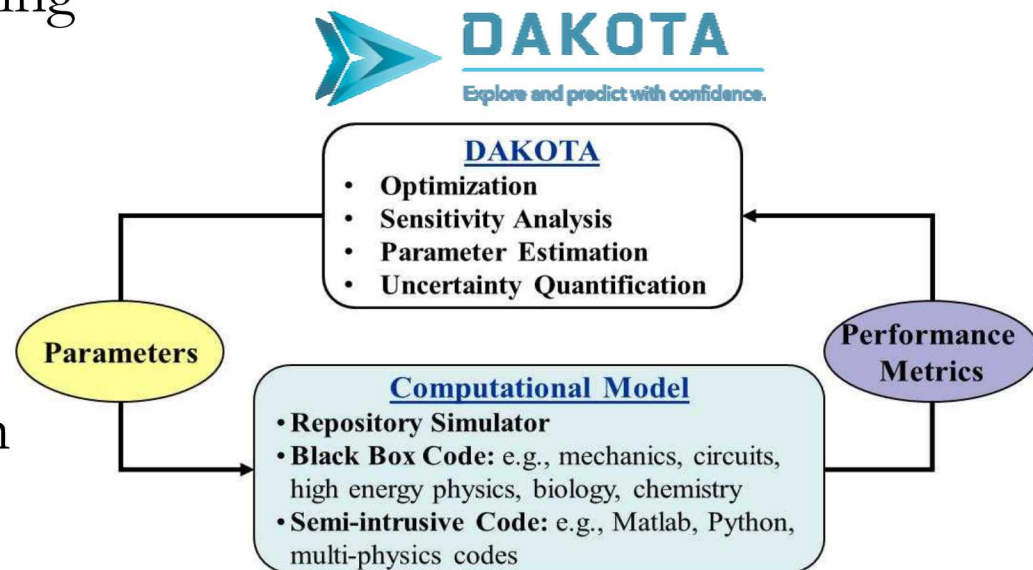 ing
DAKOTA
Explore and predict with confidence.
DAKOTA
• Optimization
• Sensitivity Analysis
• Parameter Estimation
• Uncertainty Quantification
Parameters
Performance
Metrics
Computational Model
• Repository Simulator
• Black Box Code: e.g., mechanics, circuits,
high energy physics, biology, chemistry
• Semi-intrusive Code: e.g., Matlab, Python,
multi-physics codes